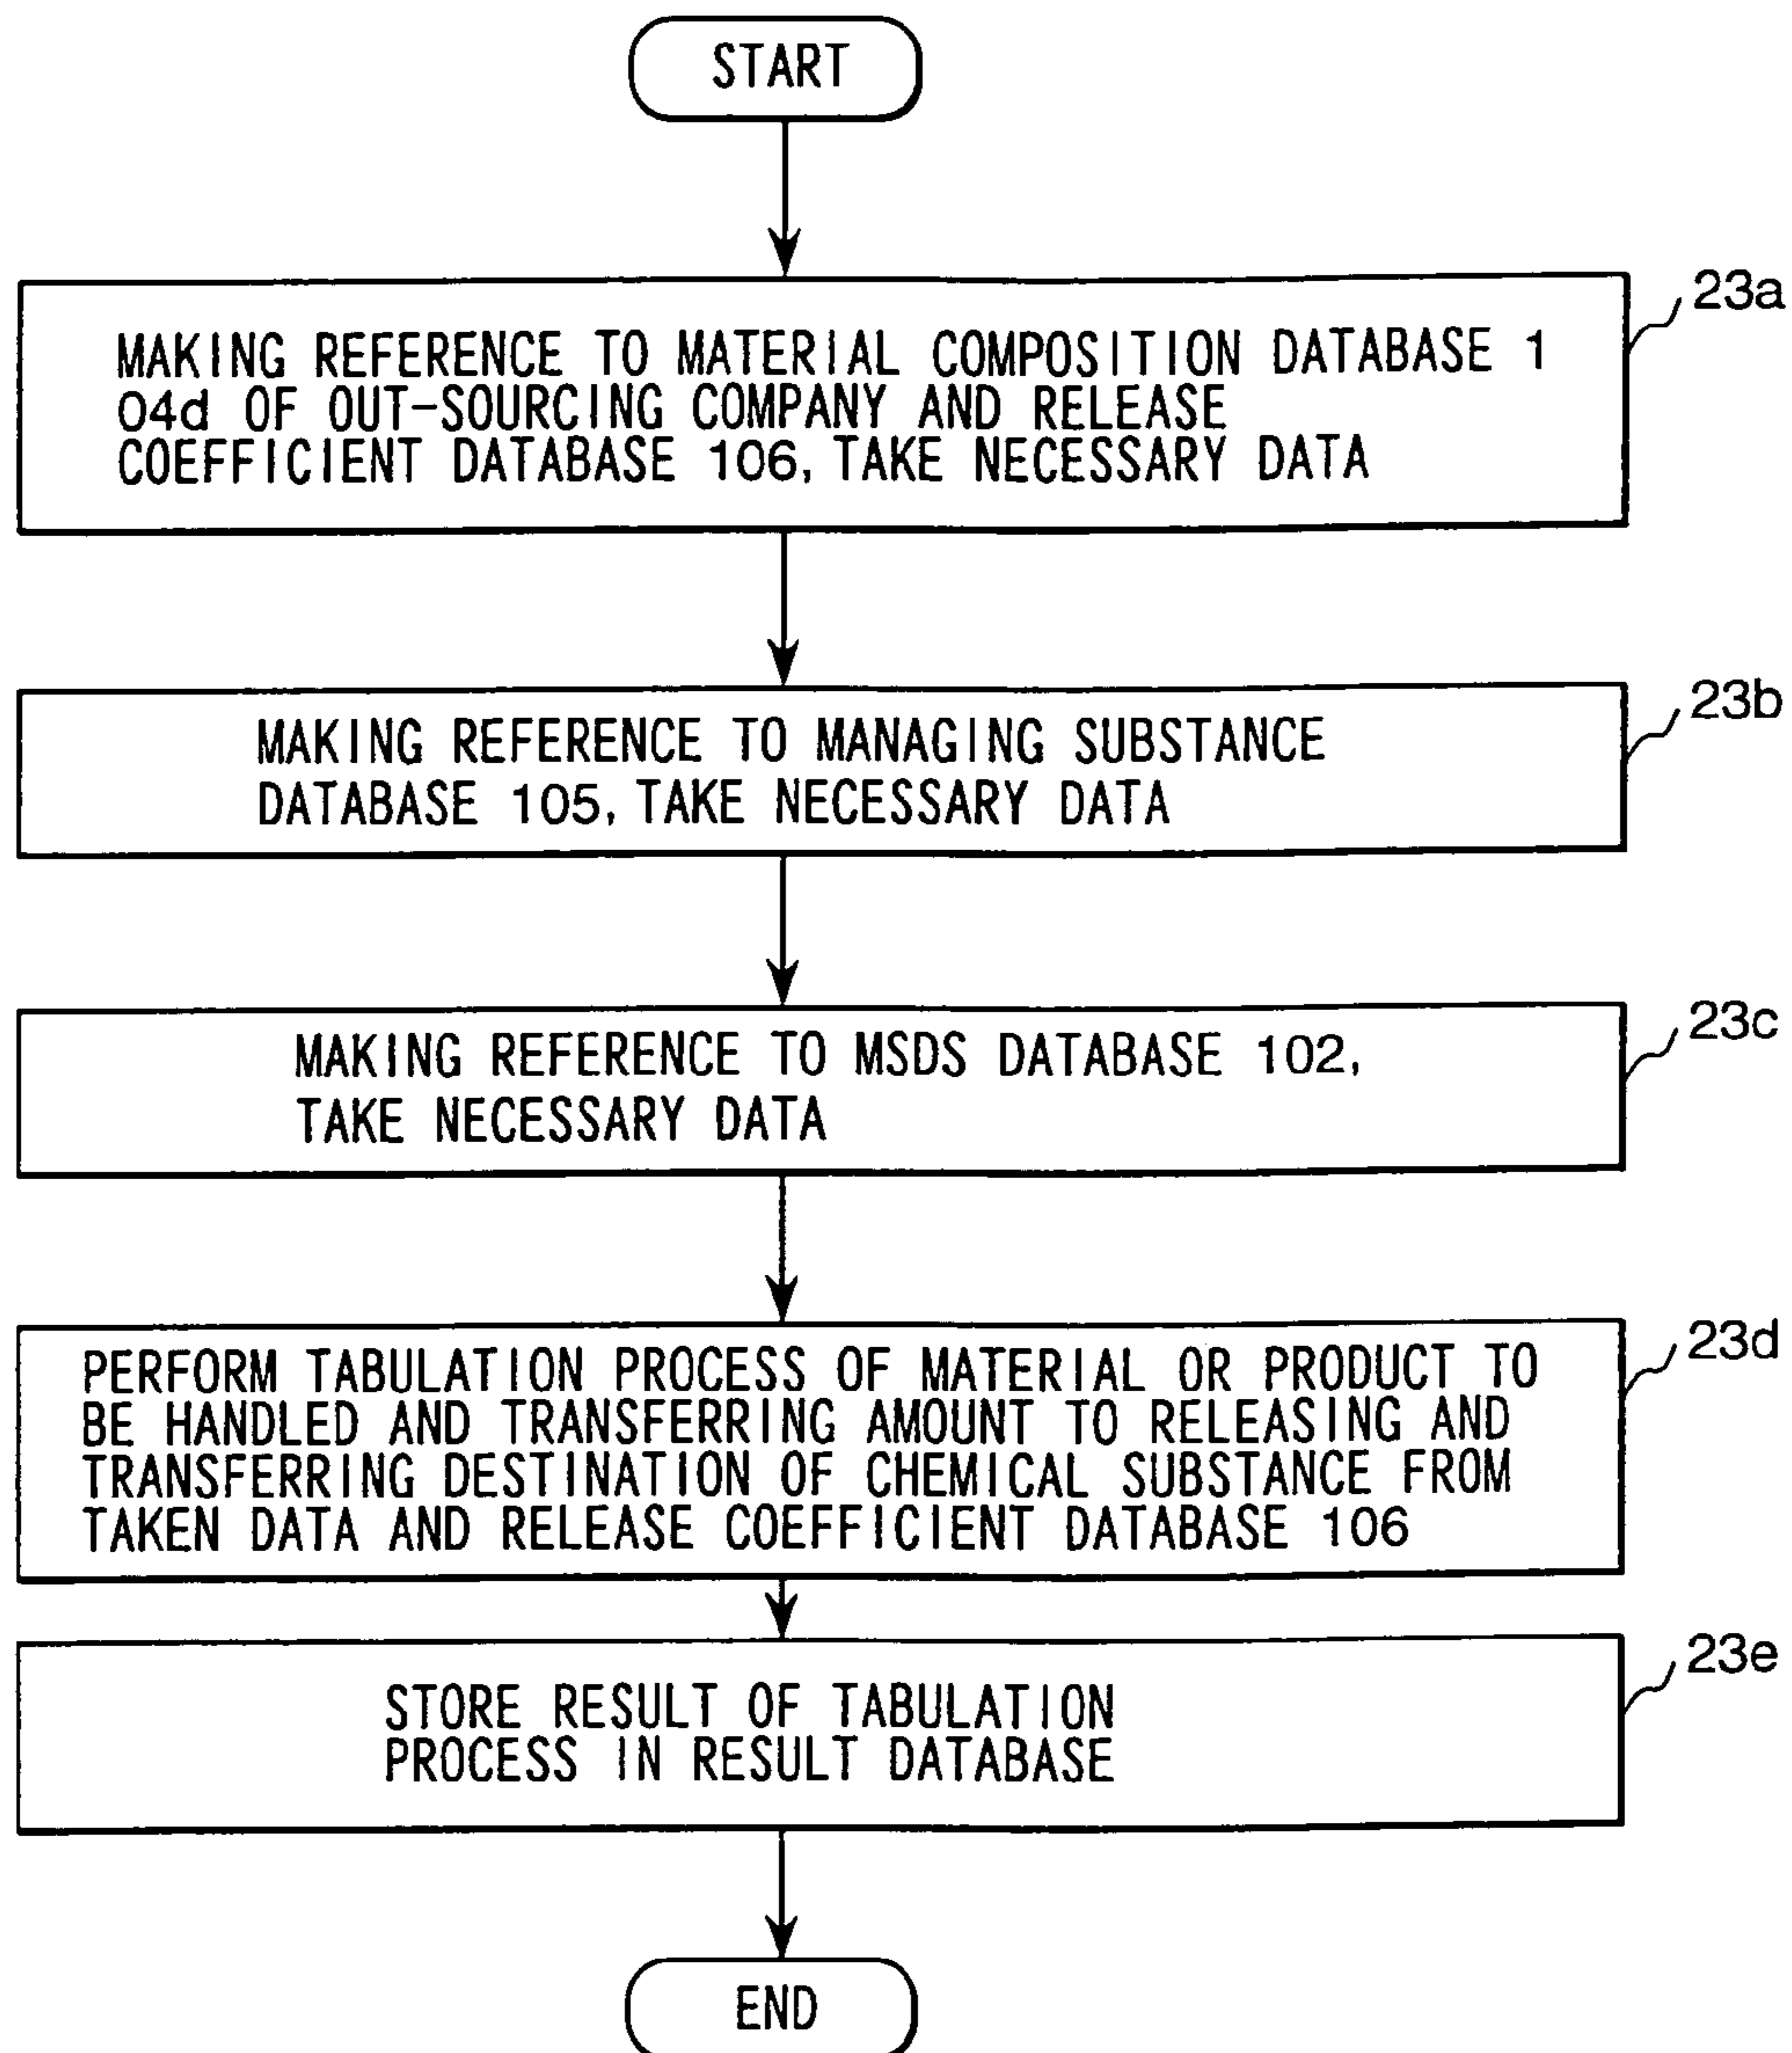 START
23a
MAKING REFERENCE TO MATERIAL COMPOSITION DATABASE 1
04d OF OUT-SOURCING COMPANY AND RELEASE
COEFFICIENT DATABASE 106, TAKE NECESSARY DATA
23b
MAKING REFERENCE TO MANAGING SUBSTANCE
DATABASE 105, TAKE NECESSARY DATA
23c
MAKING REFERENCE TO MSDS DATABASE 102,
TAKE NECESSARY DATA
23d
PERFORM TABULATION PROCESS OF MATERIAL OR PRODUCT TO
BE HANDLED AND TRANSFERRING AMOUNT TO RELEASING AND
TRANSFERRING DESTINATION OF CHEMICAL SUBSTANCE FROM
TAKEN DATA AND RELEASE COEFFICIENT DATABASE 106
23e
STORE RESULT OF TABULATION
PROCESS IN RESULT DATABASE
END